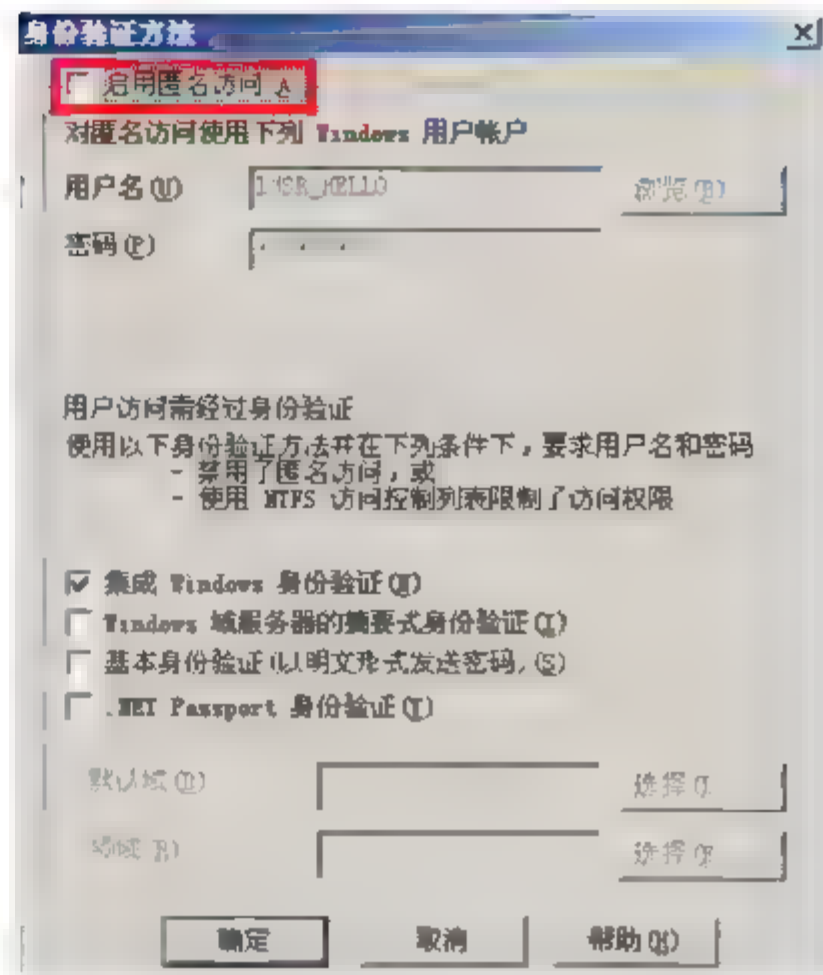 身份验证方法
启用匿名访问 A
对匿名访问使用下列 Windows 用户帐户
用户名(U)
浏览(B)
密码(P)
用户访问需经过身份验证
使用以下身份验证方法并在下列条件下，要求用户名和密码
- 禁用了匿名访问，或
- 使用 NTFS 访问控制列表限制了访问权限
集成 Windows 身份验证(N)
Windows 域服务器的摘要式身份验证(I)
基本身份验证(以明文形式发送密码)(S)
.NET Passport 身份验证(T)
默认域(D)
选择
领域
选择
确定
取消
帮助(H)